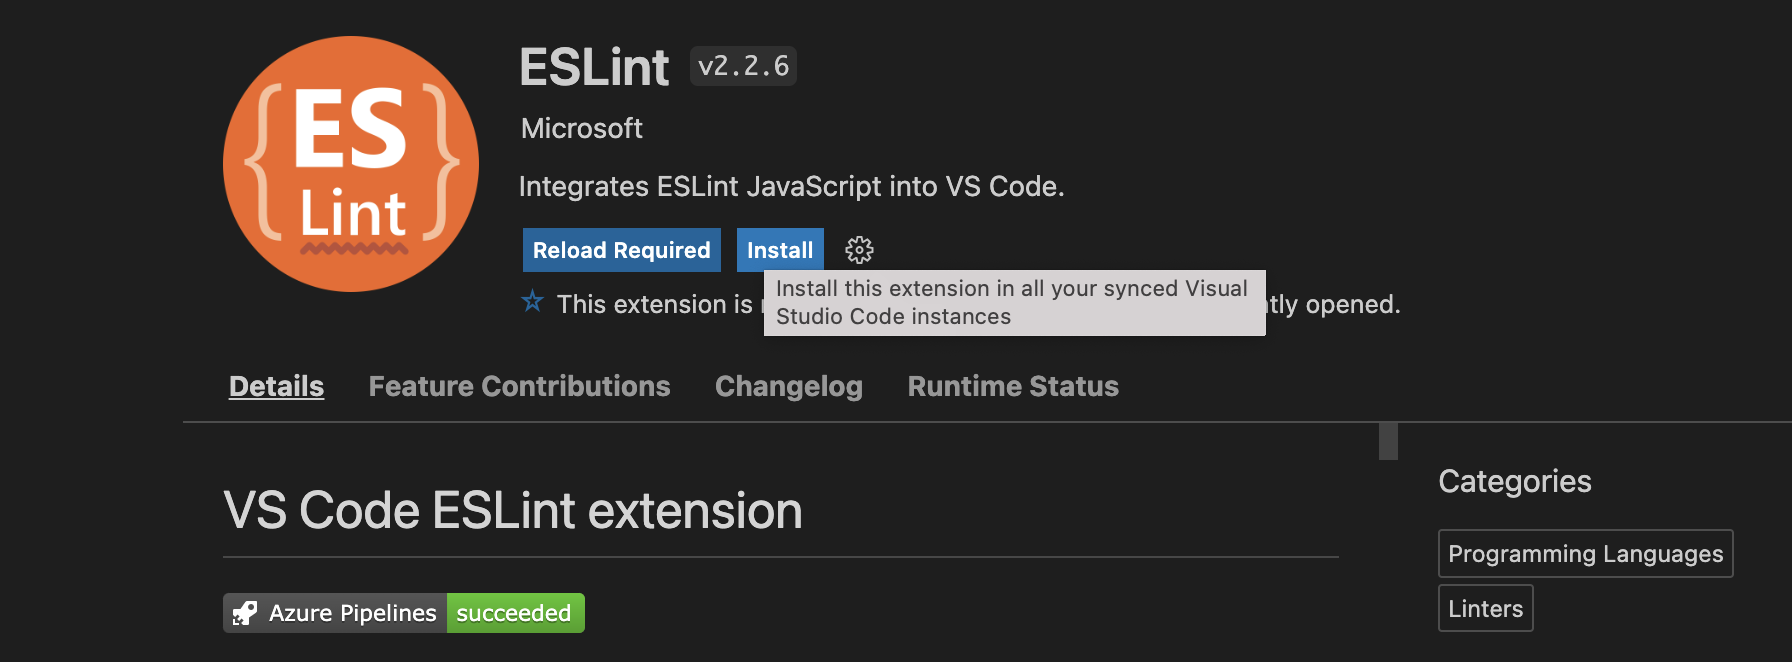 {ES}
Lint
ESLint v2.2.6
Microsoft
Integrates ESLint JavaScript into VS Code.
Reload Required Install
Install this extension in all your synced Visual
Studio Code instances
This extension is tly opened.
Details Feature Contributions Changelog Runtime Status
VS Code ESLint extension
Azure Pipelines succeeded
Categories
Programming Languages
Linters